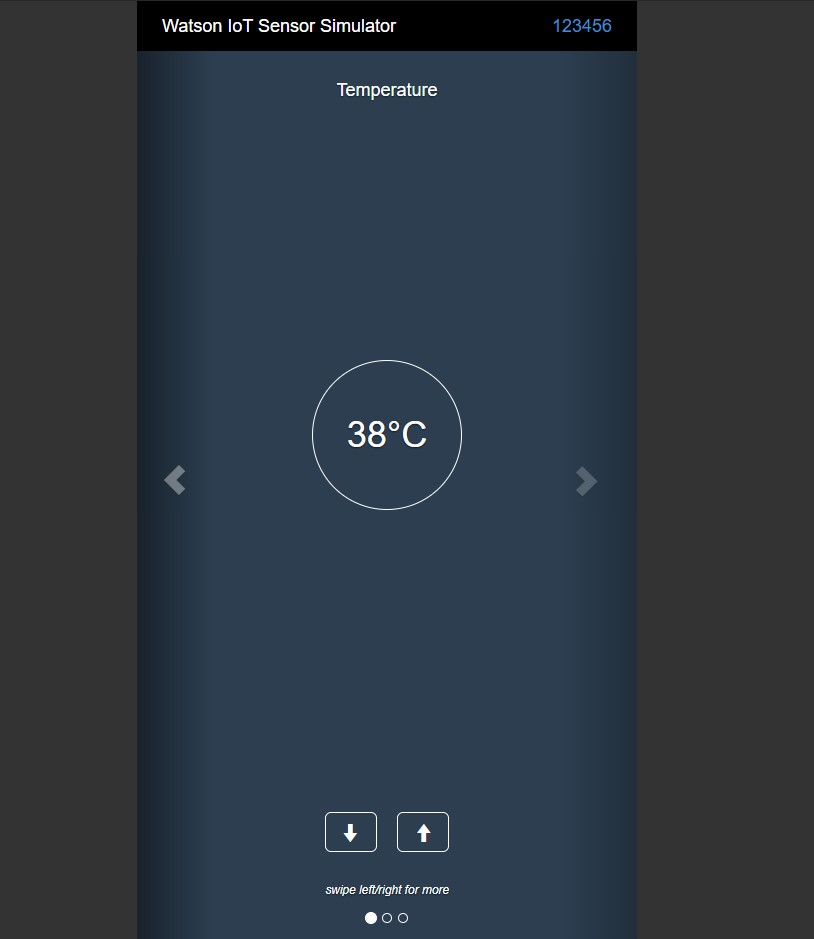 Watson IoT Sensor Simulator 123456
Temperature
38°C
swipe left/right for more